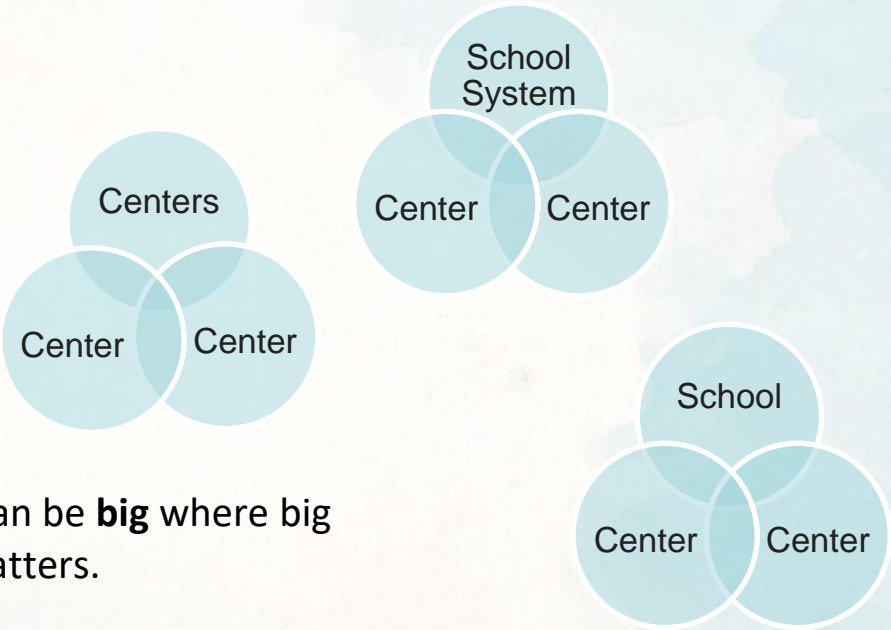 School
System
Center
Center
Centers
Center
Center
School
Center
Center
an be big where big
atters.